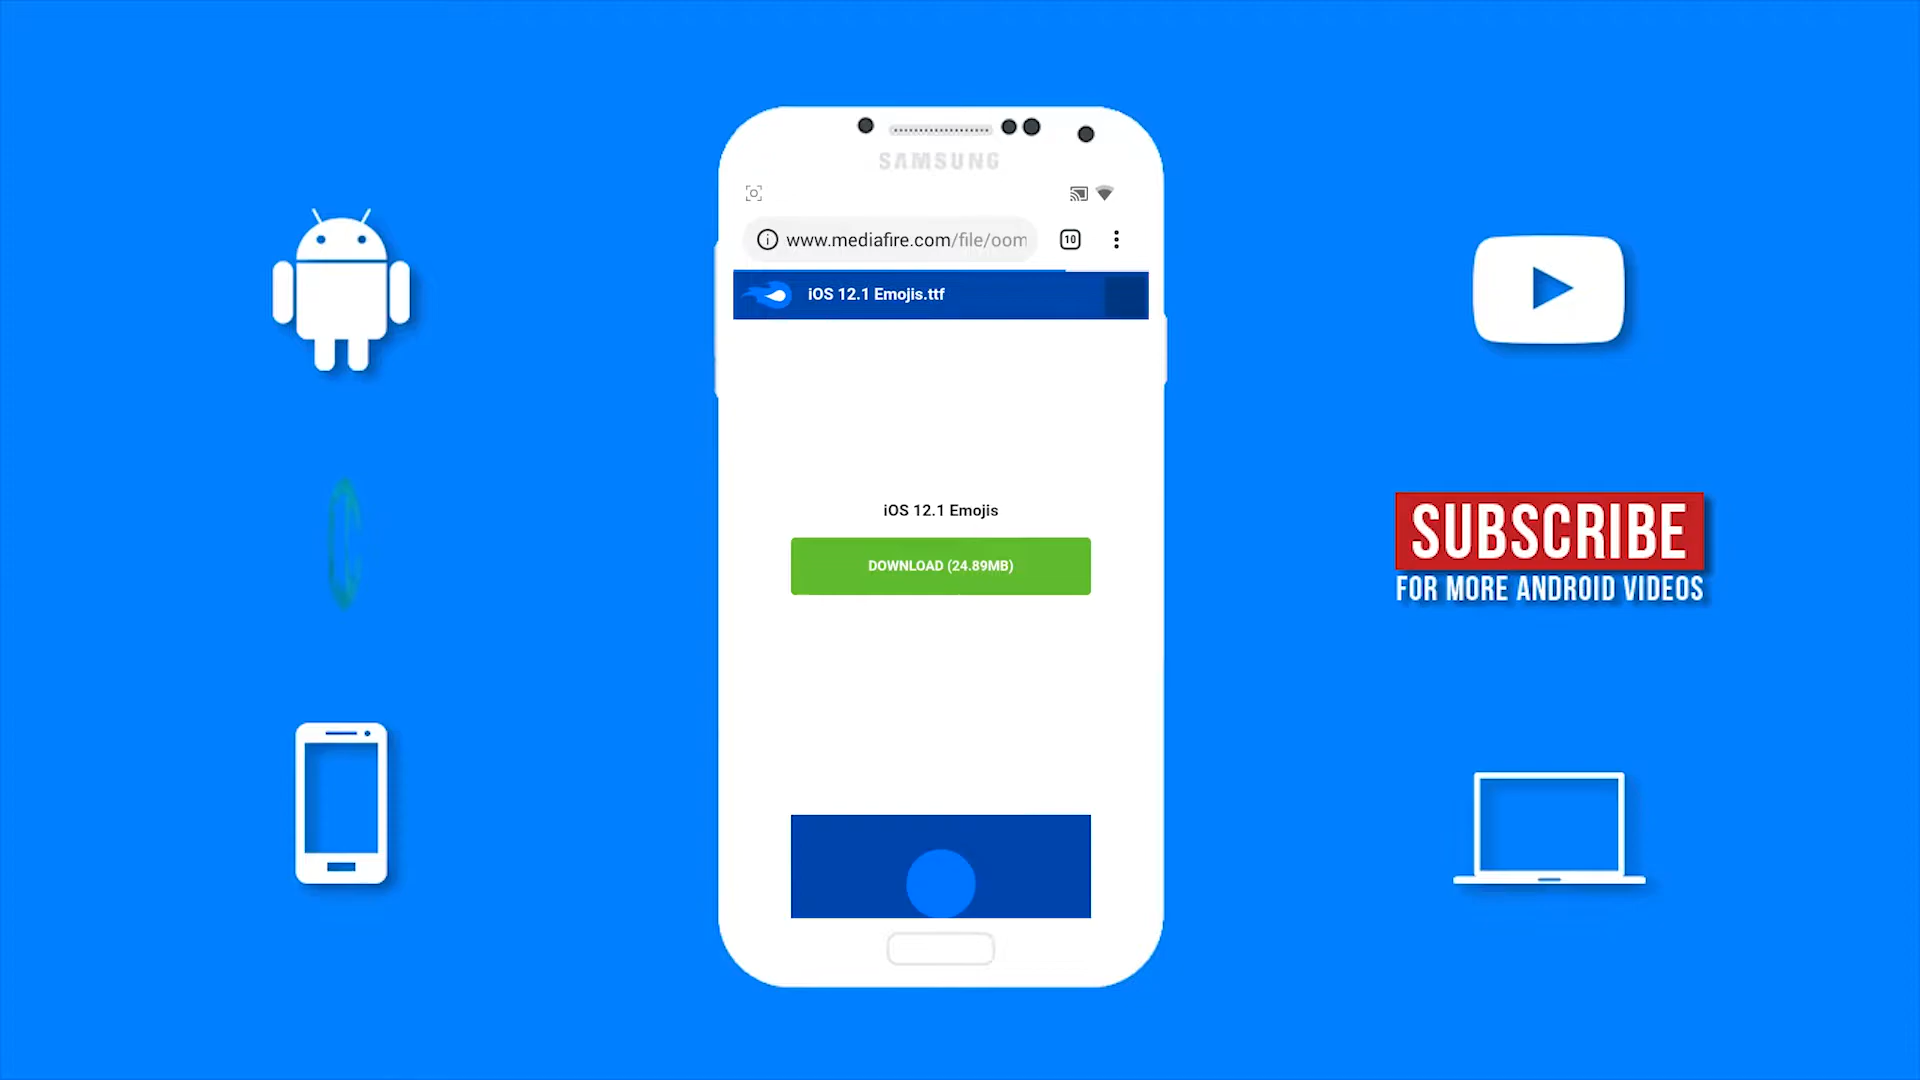 SAMSUNG
www.mediafire.com/file/oom
10
iOS 12.1 Emojis.ttf
iOS 12.1 Emojis
DOWNLOAD (24.89MB)
SUBSCRIBE
FOR MORE ANDROID VIDEOS